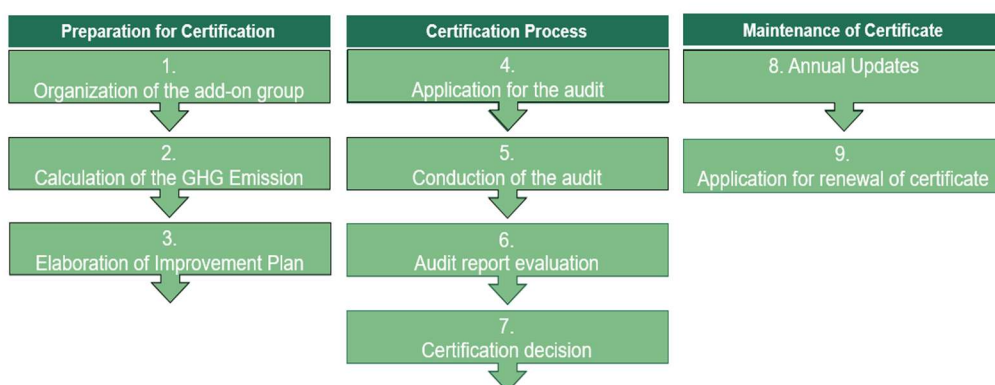 Preparation for Certification
1.
Organization of the add-on group
2.
Calculation of the GHG Emission
3.
Elaboration of Improvement Plan
Certification Process
4.
Application for the audit
5.
Conduction of the audit
6.
Audit report evaluation
7.
Certification decision
Maintenance of Certificate
8. Annual Updates
9.
Application for renewal of certificate